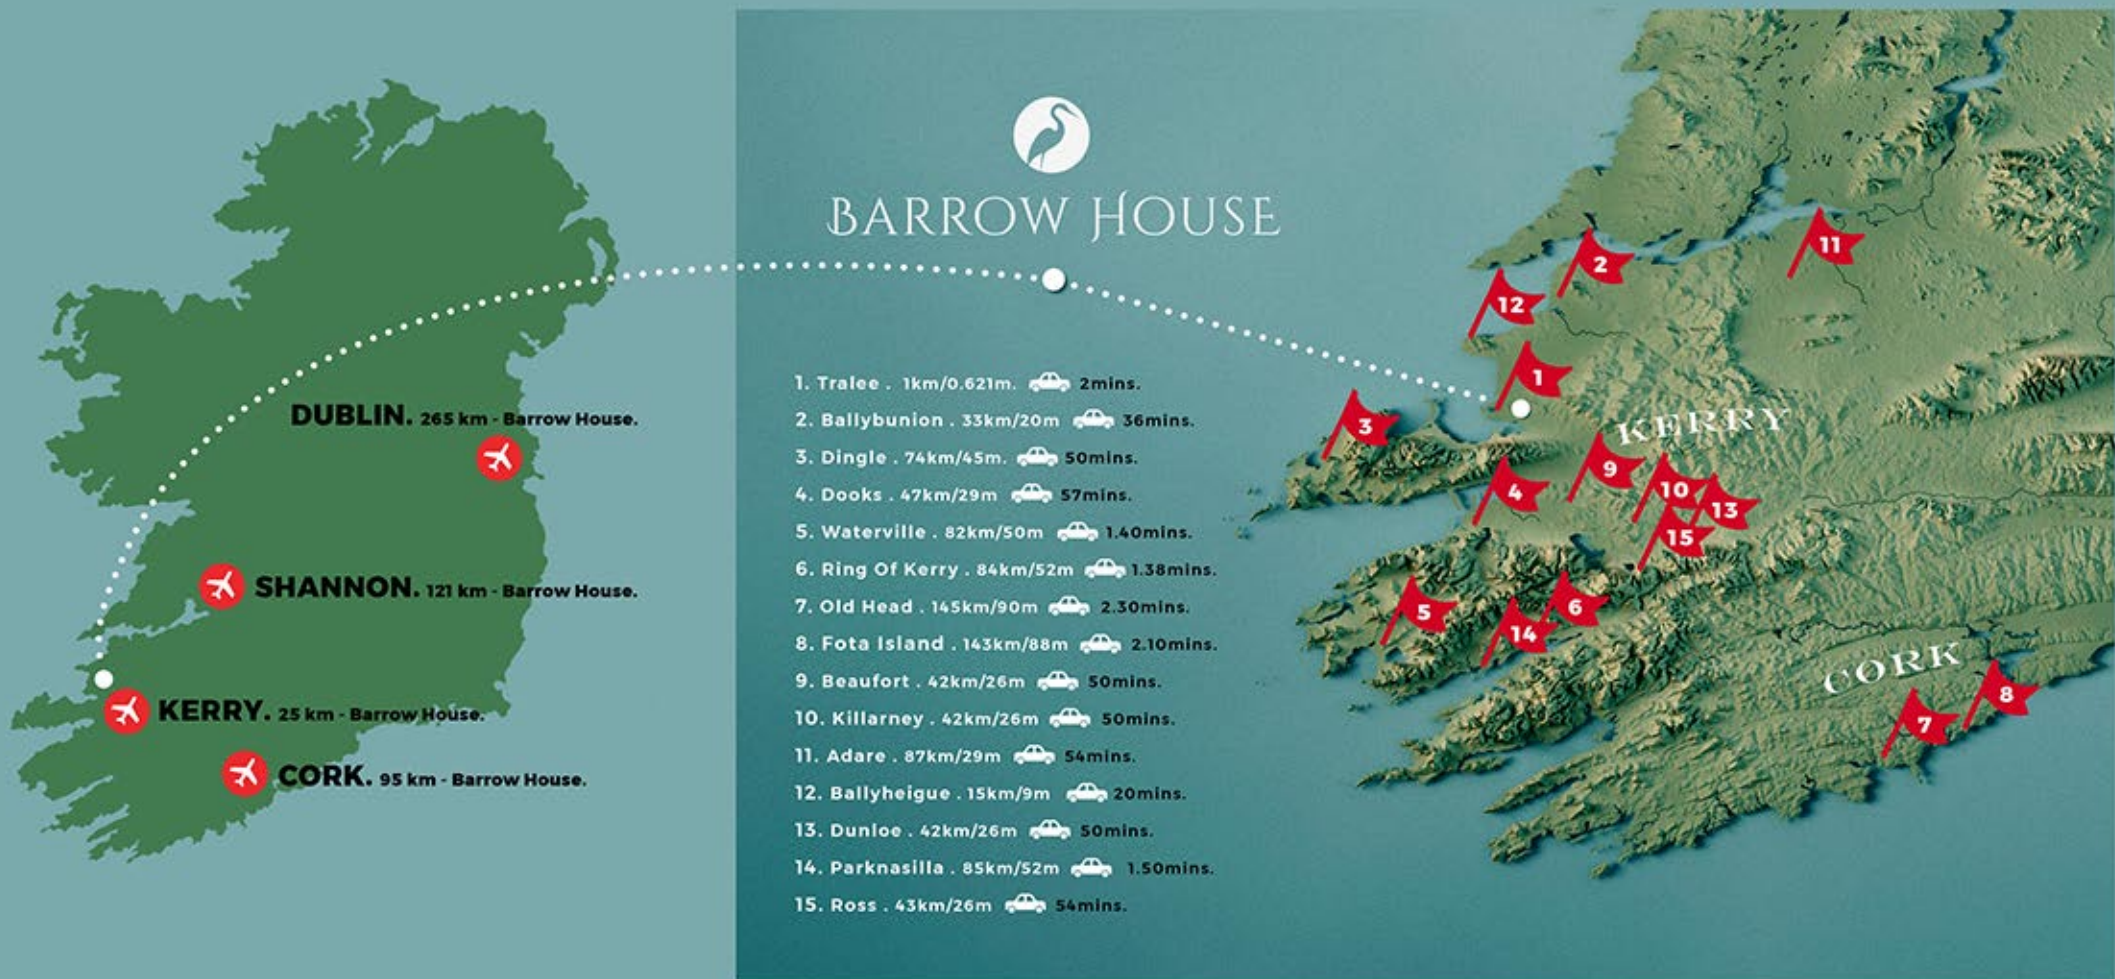 DUBLIN. 265 km - Barrow House.
SHANNON. 121 km - Barrow House.
KERRY. 25 km - Barrow House.
CORK. 95 km - Barrow House.
BARROW HOUSE
1. Tralee . 1km/0.621m. 2mins.
2. Ballybunion . 33km/20m 36mins.
3. Dingle . 74km/45m. 50mins.
4. Dooks . 47km/29m 57mins.
5. Waterville . 82km/50m 1.40mins.
6. Ring Of Kerry . 84km/52m 1.38mins.
7. Old Head . 145km/90m 2.30mins.
8. Fota Island . 143km/88m 2.10mins.
9. Beaufort . 42km/26m 50mins.
10. Killarney . 42km/26m 50mins.
11. Adare . 87km/29m 54mins.
12. Ballyheigue . 15km/9m 20mins.
13. Dunloe . 42km/26m 50mins.
14. Parknasilla . 85km/52m 1.50mins.
15. Ross . 43km/26m 54mins.
11
2
12
1
3
KERRY
9
4
10
13
15
5
6
14
CORK
8
7